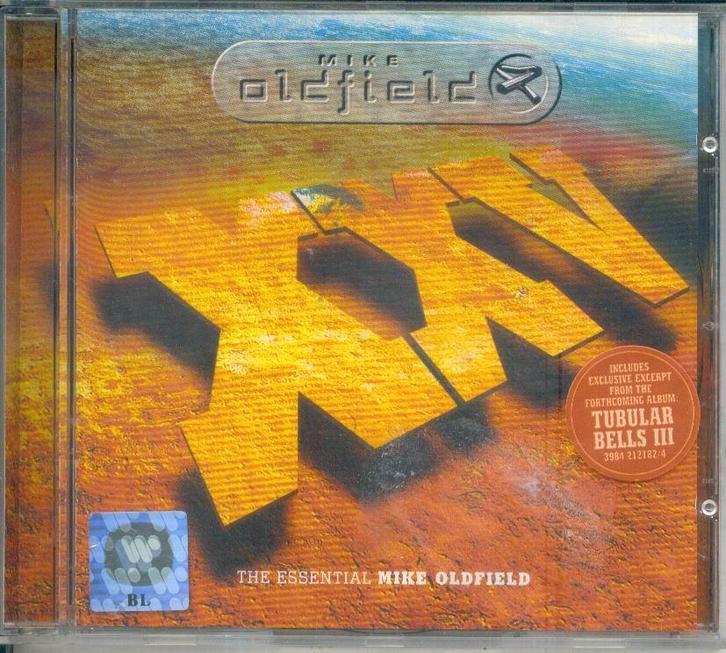 MIKE
oldfield
XXV
INCLUDES
EXCLUSIVE EXCERPT
FROM THE
FORTHCOMING ALBUM:
TUBULAR
BELLS III
3984 212182/4
THE ESSENTIAL MIKE OLDFIELD
W
BL